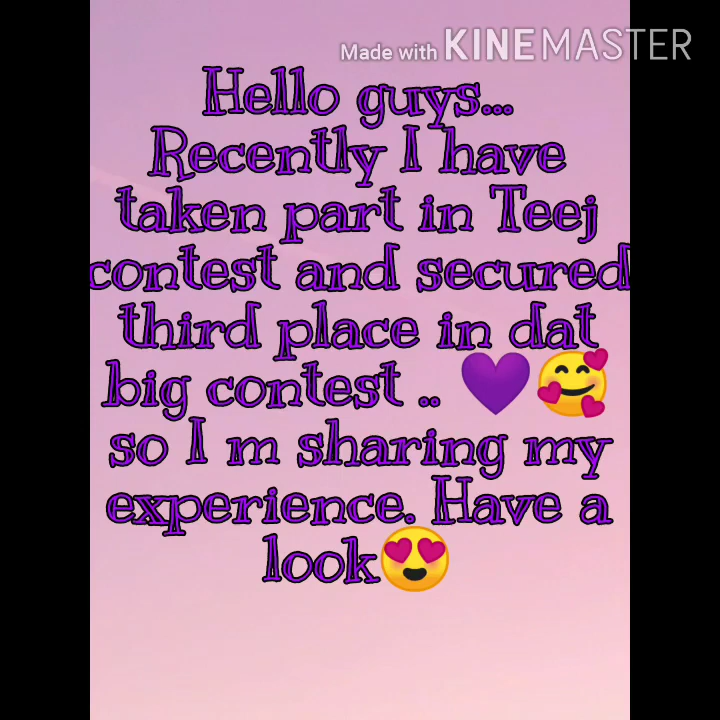 Made with KINEMASTER
Hello guys...
Recently I have
taken part in Teej
contest and secured
third place in dat
big contest .. 💜🥰
so I m sharing my
experience. Have a
look😍